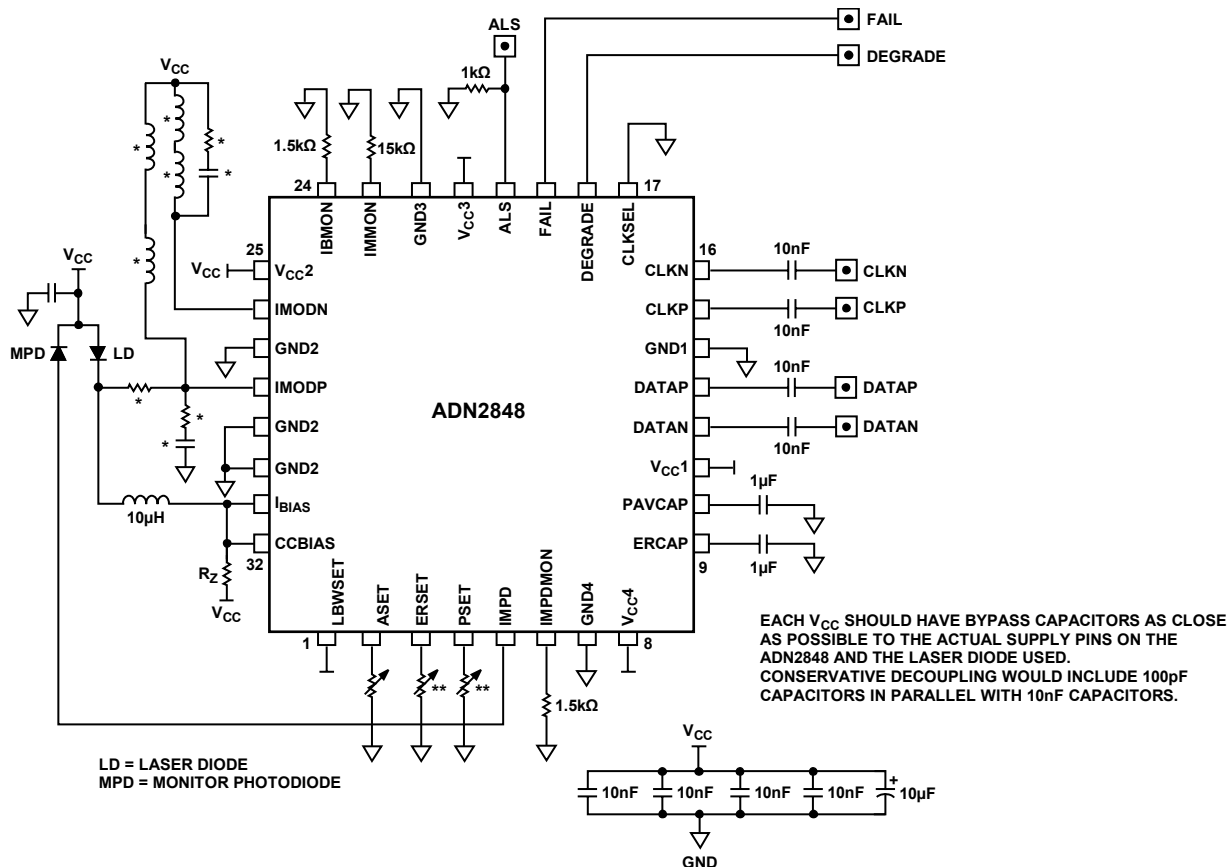 ALS
FAIL
DEGRADE
VCC
1kΩ
1.5kΩ
15kΩ
*
*
*
*
*
*
24
17
IBMON
IMMON
GND3
VCC3
ALS
FAIL
DEGRADE
CLKSEL
25
16
VCC
VCC
VCC2
IMODN
GND2
IMODP
GND2
GND2
IBIAS
CCBIAS
32
MPD
LD
*
*
*
10µH
RZ
VCC
ADN2848
CLKN
CLKP
GND1
DATAP
DATAN
VCC1
PAVCAP
ERCAP
9
10nF
CLKN
CLKP
10nF
10nF
DATAP
DATAN
10nF
1µF
1µF
LBWSET
ASET
ERSET
PSET
IMPD
IMPDMON
GND4
VCC4
1
8
**
**
1.5kΩ
EACH VCC SHOULD HAVE BYPASS CAPACITORS AS CLOSE
AS POSSIBLE TO THE ACTUAL SUPPLY PINS ON THE
ADN2848 AND THE LASER DIODE USED.
CONSERVATIVE DECOUPLING WOULD INCLUDE 100pF
CAPACITORS IN PARALLEL WITH 10nF CAPACITORS.
LD = LASER DIODE
MPD = MONITOR PHOTODIODE
VCC
10nF
10nF
10nF
10nF
+
10µF
GND